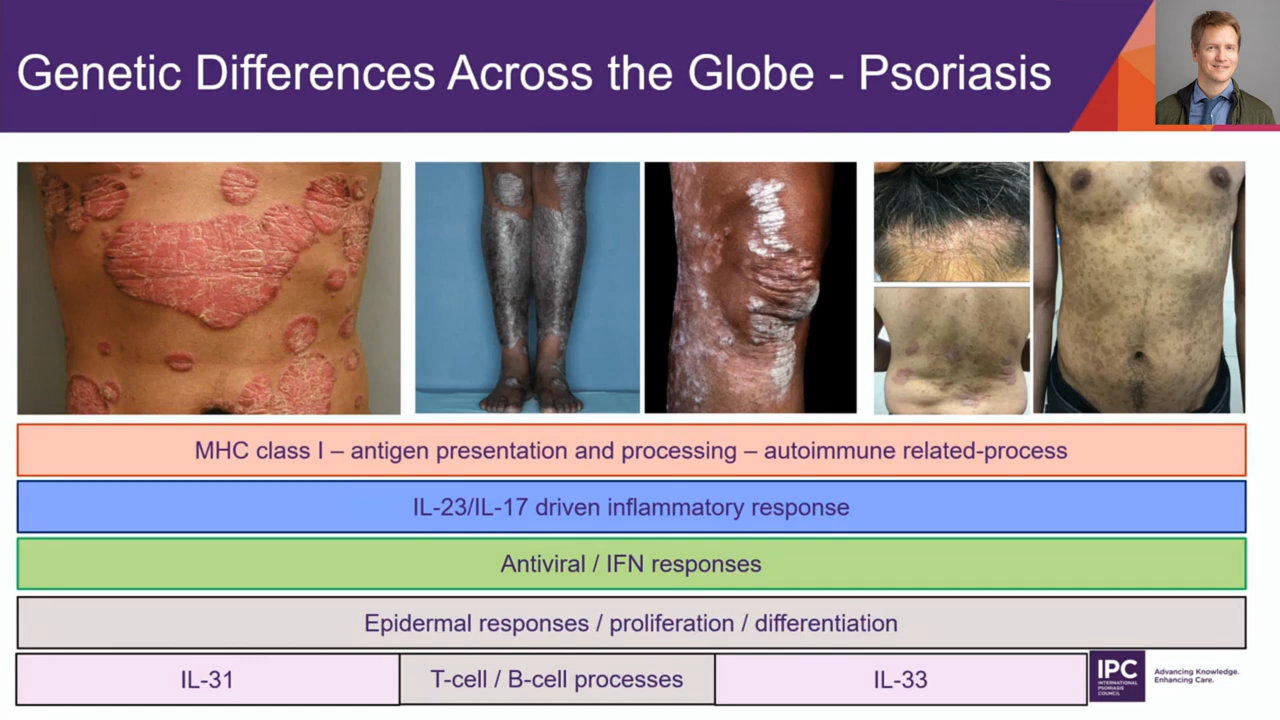 Genetic Differences Across the Globe - Psoriasis
MHC class I – antigen presentation and processing – autoimmune related-process
IL-23/IL-17 driven inflammatory response
Antiviral / IFN responses
Epidermal responses / proliferation / differentiation
IL-31
T-cell / B-cell processes
IL-33
IPC
INTERNATIONAL
PSORIASIS
COUNCIL
Advancing Knowledge.
Enhancing Care.